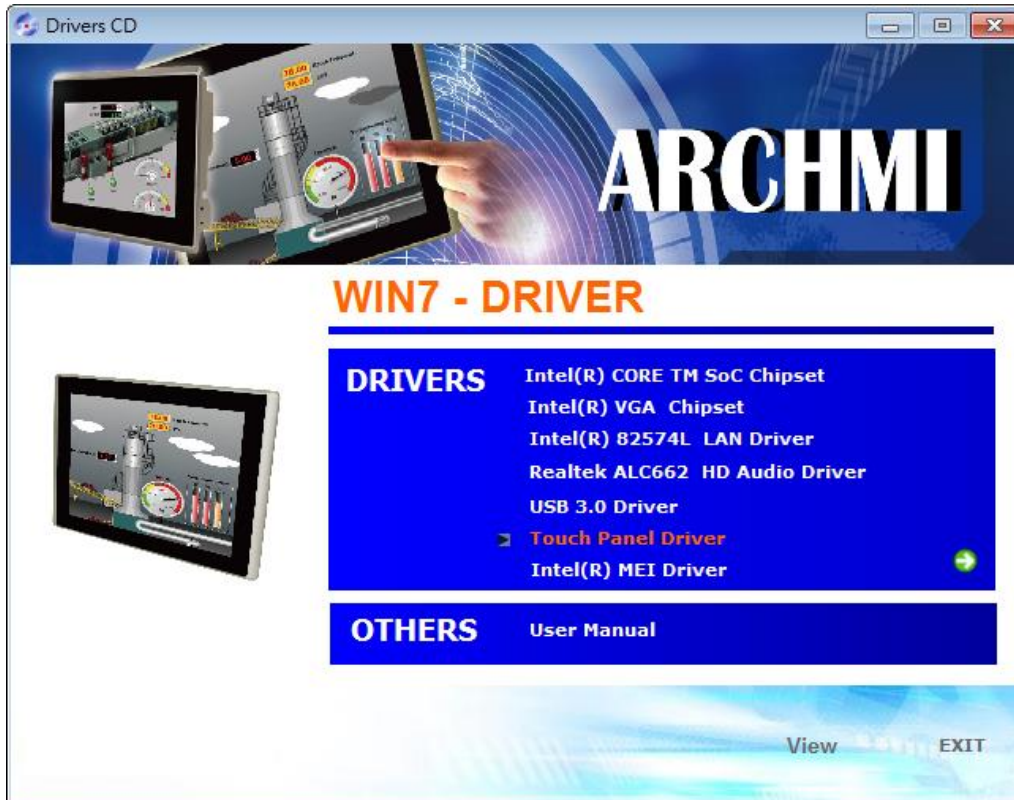 Drivers CD
ARCHMI
WIN7 - DRIVER
DRIVERS
Intel(R) CORE TM SoC Chipset
Intel(R) VGA Chipset
Intel(R) 82574L LAN Driver
Realtek ALC662 HD Audio Driver
USB 3.0 Driver
Touch Panel Driver
Intel(R) MEI Driver
OTHERS
User Manual
View
EXIT